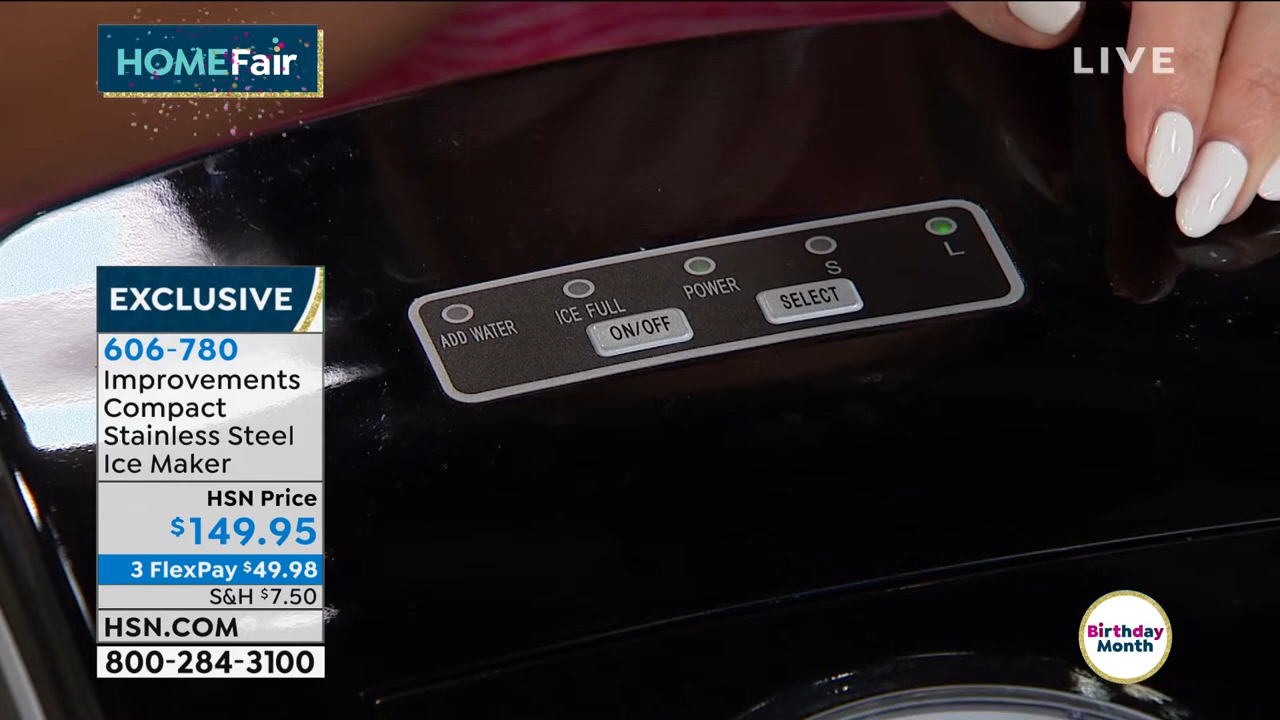 HOMEFair
LIVE
ADD WATER
ICE FULL
ON/OFF
POWER
S
SELECT
L
EXCLUSIVE
606-780
Improvements
Compact
Stainless Steel
Ice Maker
HSN Price
$149.95
3 FlexPay $49.98
S&H $7.50
HSN.COM
800-284-3100
Birthday
Month